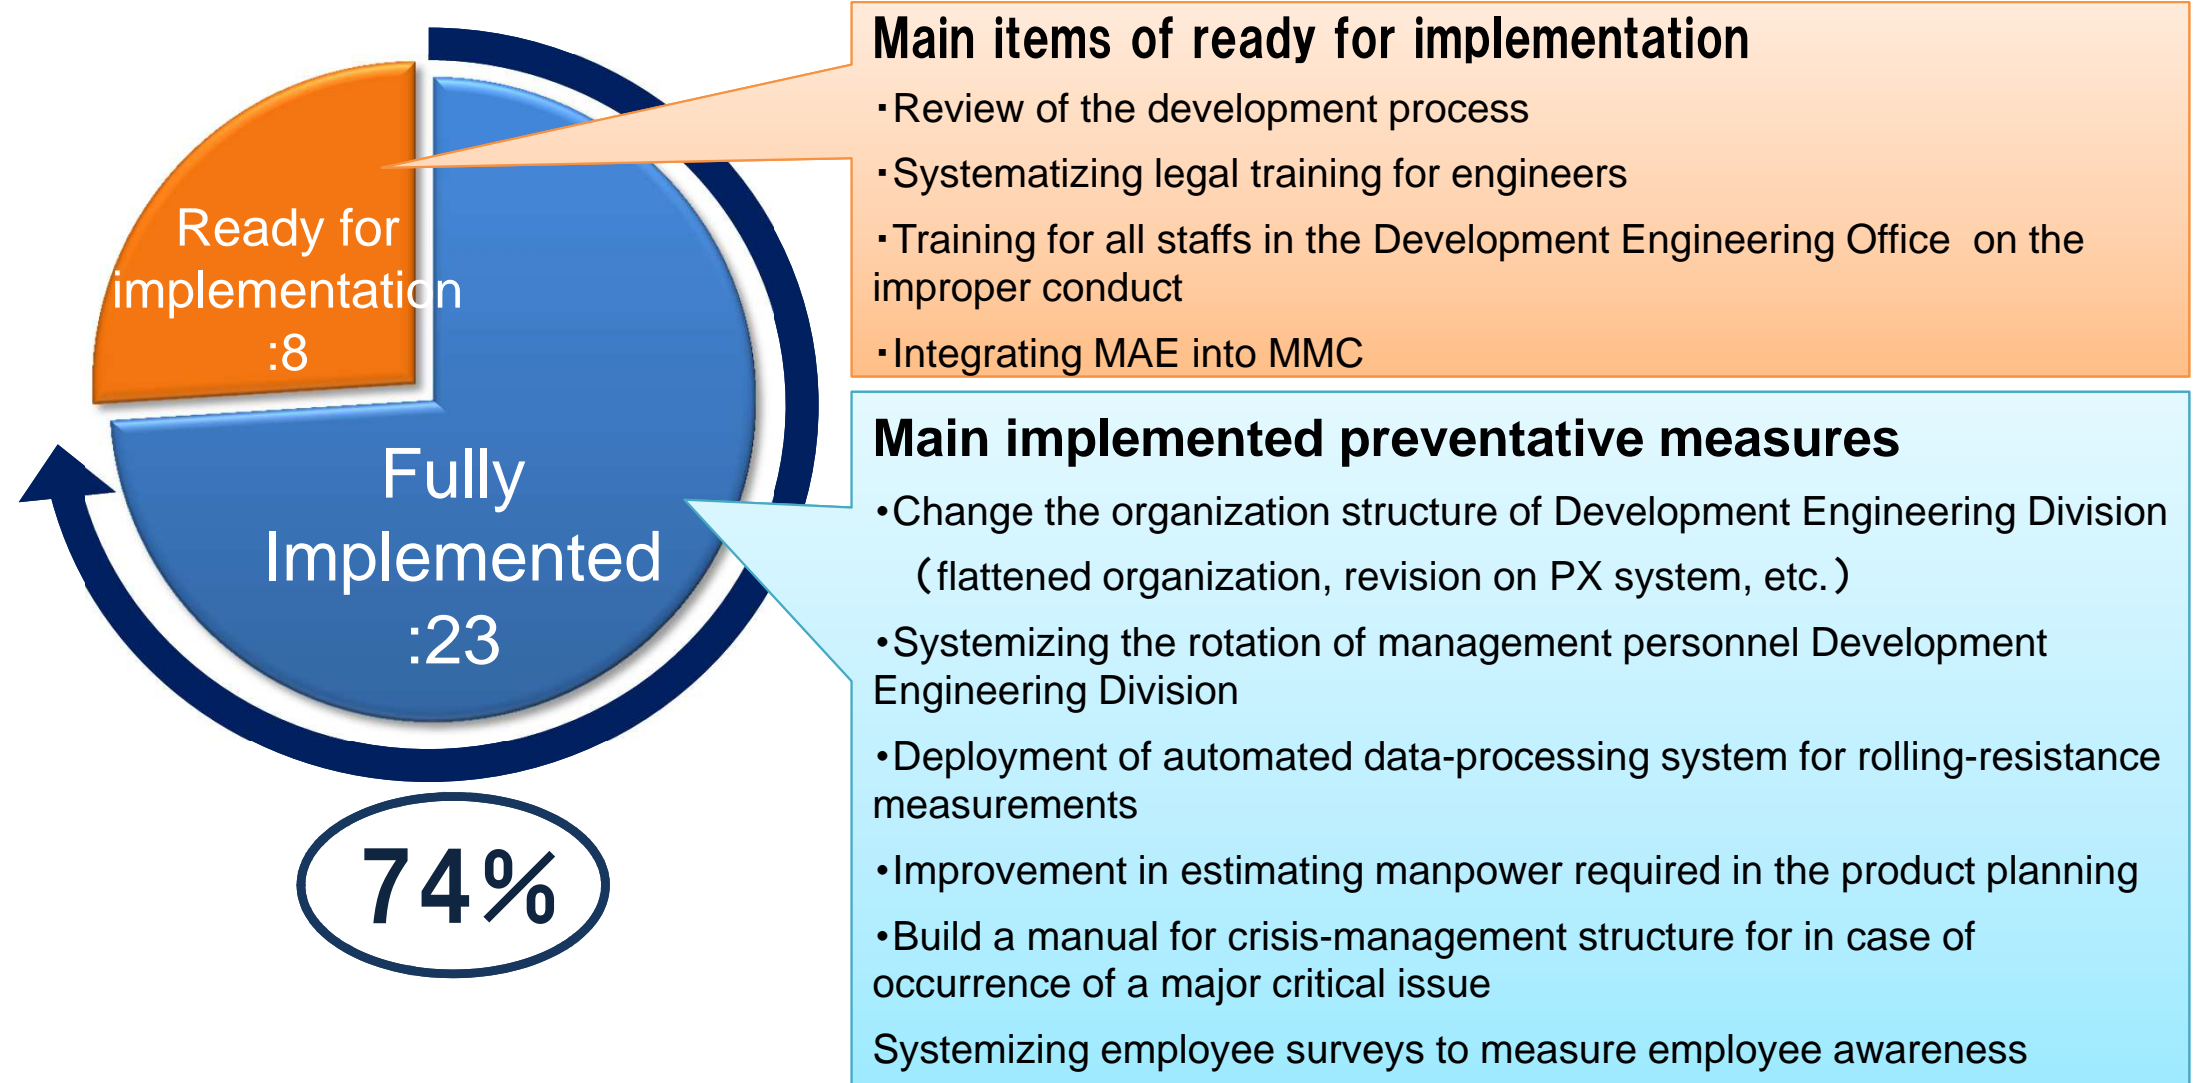 Ready for
implementation
:8
Fully
Implemented
:23
74%
Main items of ready for implementation
・Review of the development process
・Systematizing legal training for engineers
・Training for all staffs in the Development Engineering Office on the
improper conduct
・Integrating MAE into MMC
Main implemented preventative measures
•Change the organization structure of Development Engineering Division
（flattened organization, revision on PX system, etc.）
•Systemizing the rotation of management personnel Development
Engineering Division
•Deployment of automated data-processing system for rolling-resistance
measurements
•Improvement in estimating manpower required in the product planning
•Build a manual for crisis-management structure for in case of
occurrence of a major critical issue
Systemizing employee surveys to measure employee awareness